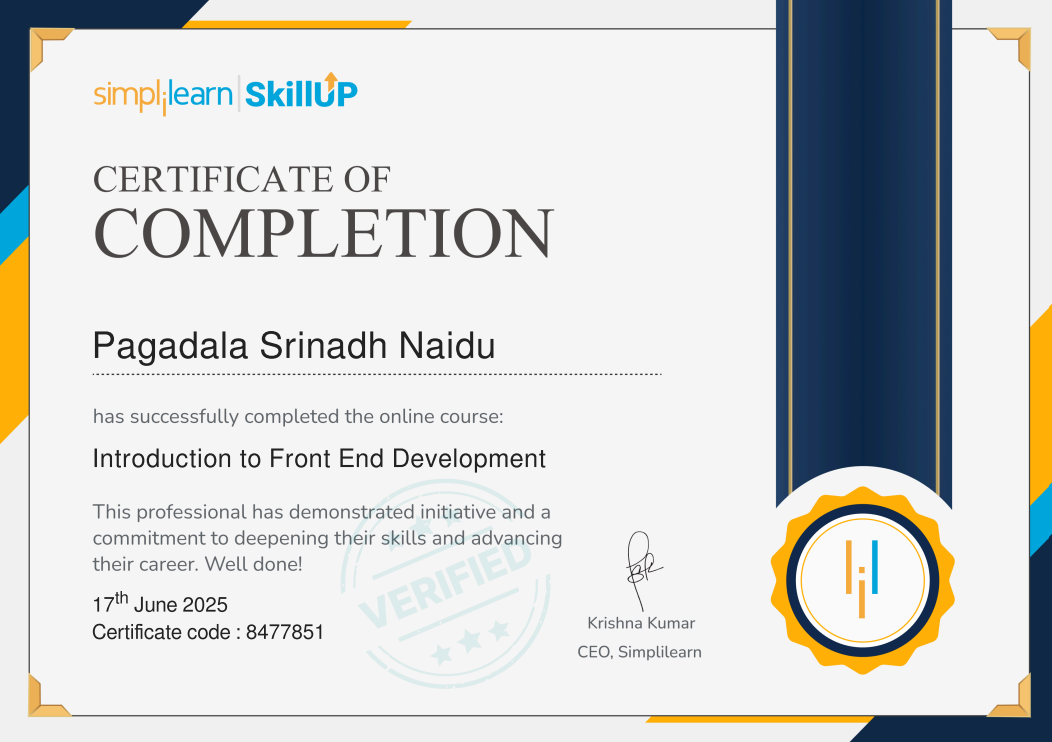 simplilearn | SkillUP
CERTIFICATE OF
COMPLETION
Pagadala Srinadh Naidu
has successfully completed the online course:
Introduction to Front End Development
This professional has demonstrated initiative and a
commitment to deepening their skills and advancing
their career. Well done!
VERIFIED
17th June 2025
Certificate code : 8477851
Krishna Kumar
CEO, Simplilearn